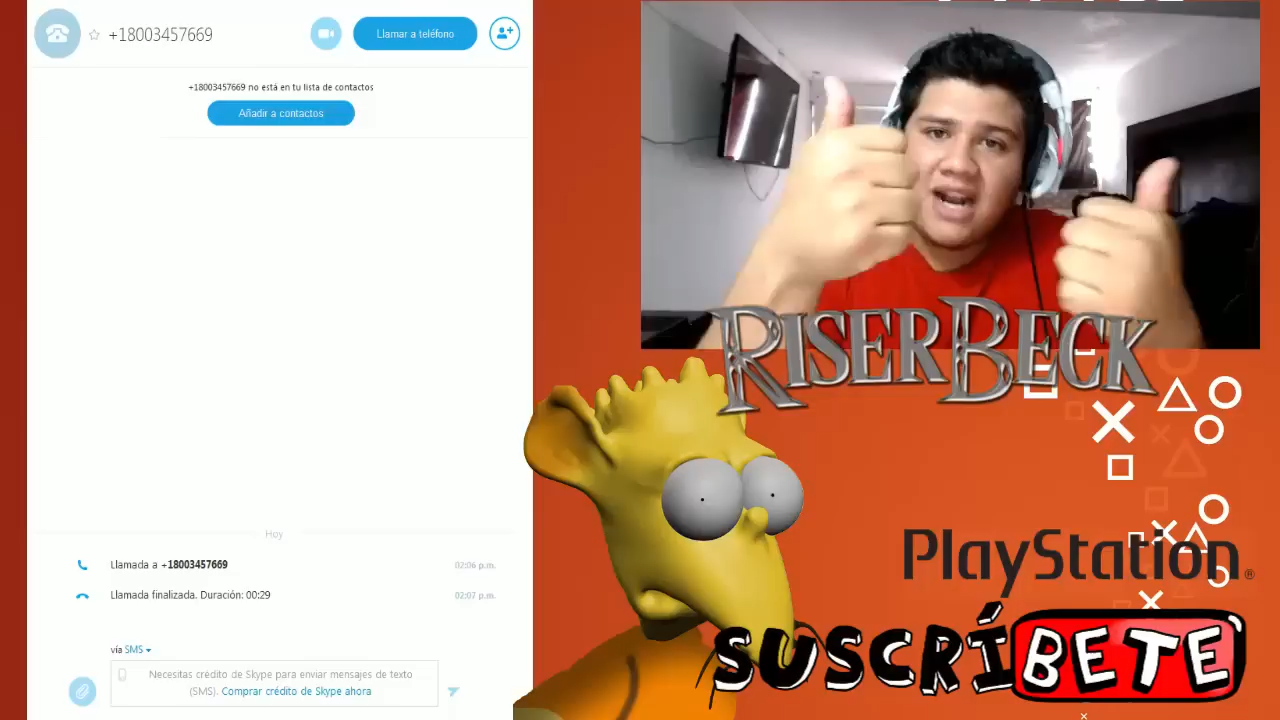 +18003457669
Llamar a teléfono
+18003457669 no está en tu lista de contactos
Añadir a contactos
Hoy
Llamada a +18003457669 02:06 p.m.
Llamada finalizada. Duración: 00:29 02:07 p.m.
vía SMS
Necesitas crédito de Skype para enviar mensajes de texto
(SMS). Comprar crédito de Skype ahora
RISERBECK
PlayStation®
SUSCRÍBETE